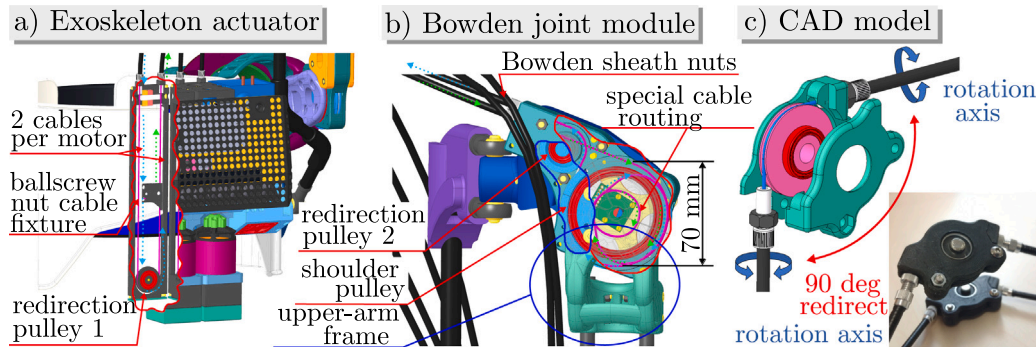 a) Exoskeleton actuator
2 cables
per motor
ballscrew
nut cable
fixture
redirection
pulley 1
b) Bowden joint module
Bowden sheath nuts
special cable
routing
70 mm
redirection
pulley 2
shoulder
pulley
upper-arm
frame
c) CAD model
rotation
axis
90 deg
redirect
rotation axis